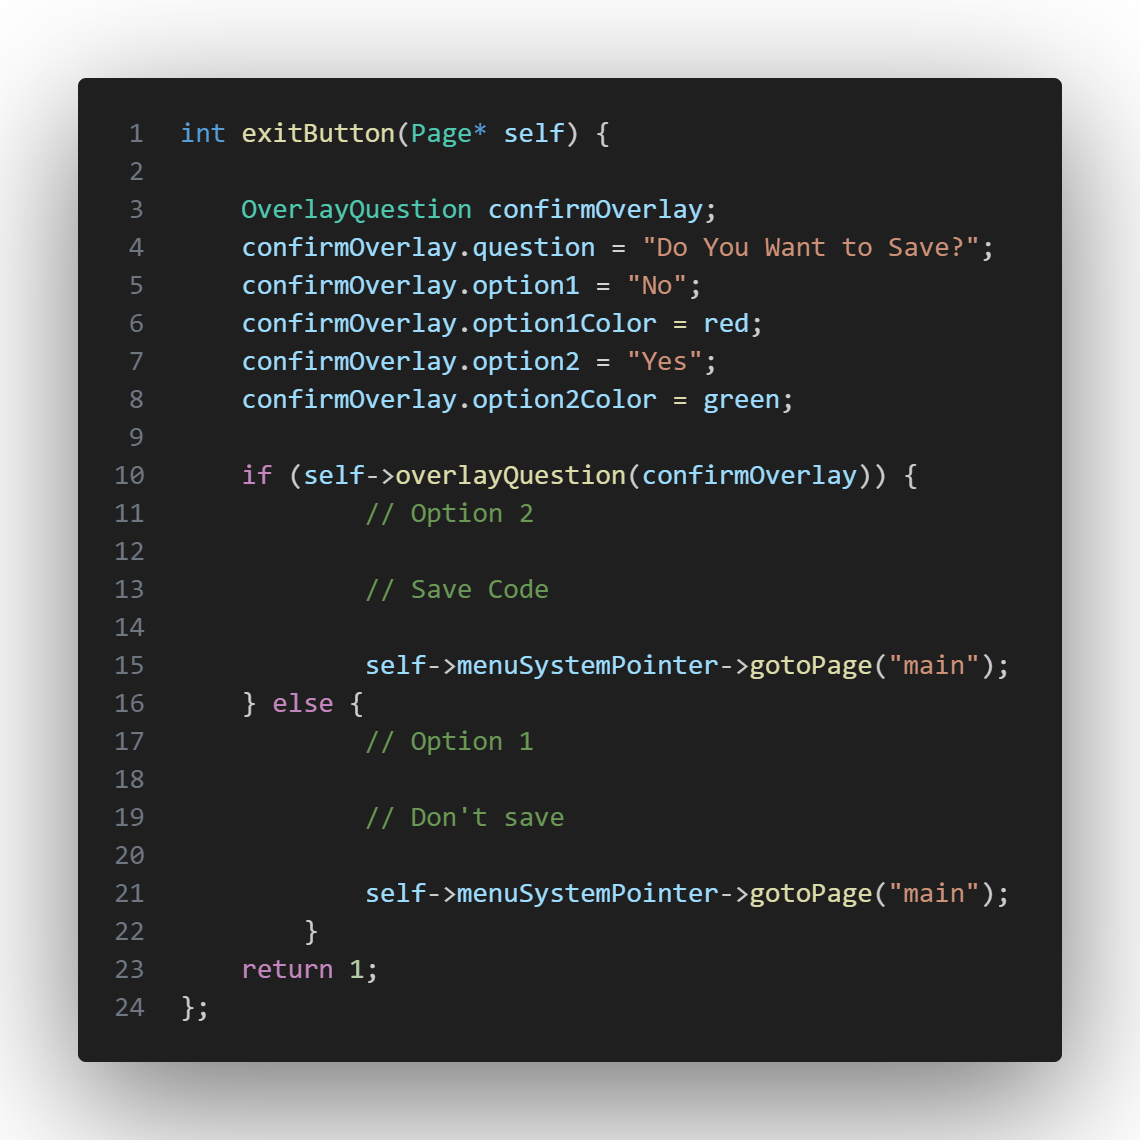 1 int exitButton(Page* self) {
2
3     OverlayQuestion confirmOverlay;
4     confirmOverlay.question = "Do You Want to Save?";
5     confirmOverlay.option1 = "No";
6     confirmOverlay.option1Color = red;
7     confirmOverlay.option2 = "Yes";
8     confirmOverlay.option2Color = green;
9
10     if (self->overlayQuestion(confirmOverlay)) {
11             // Option 2
12
13             // Save Code
14
15             self->menuSystemPointer->gotoPage("main");
16     } else {
17             // Option 1
18
19             // Don't save
20
21             self->menuSystemPointer->gotoPage("main");
22         }
23     return 1;
24 };